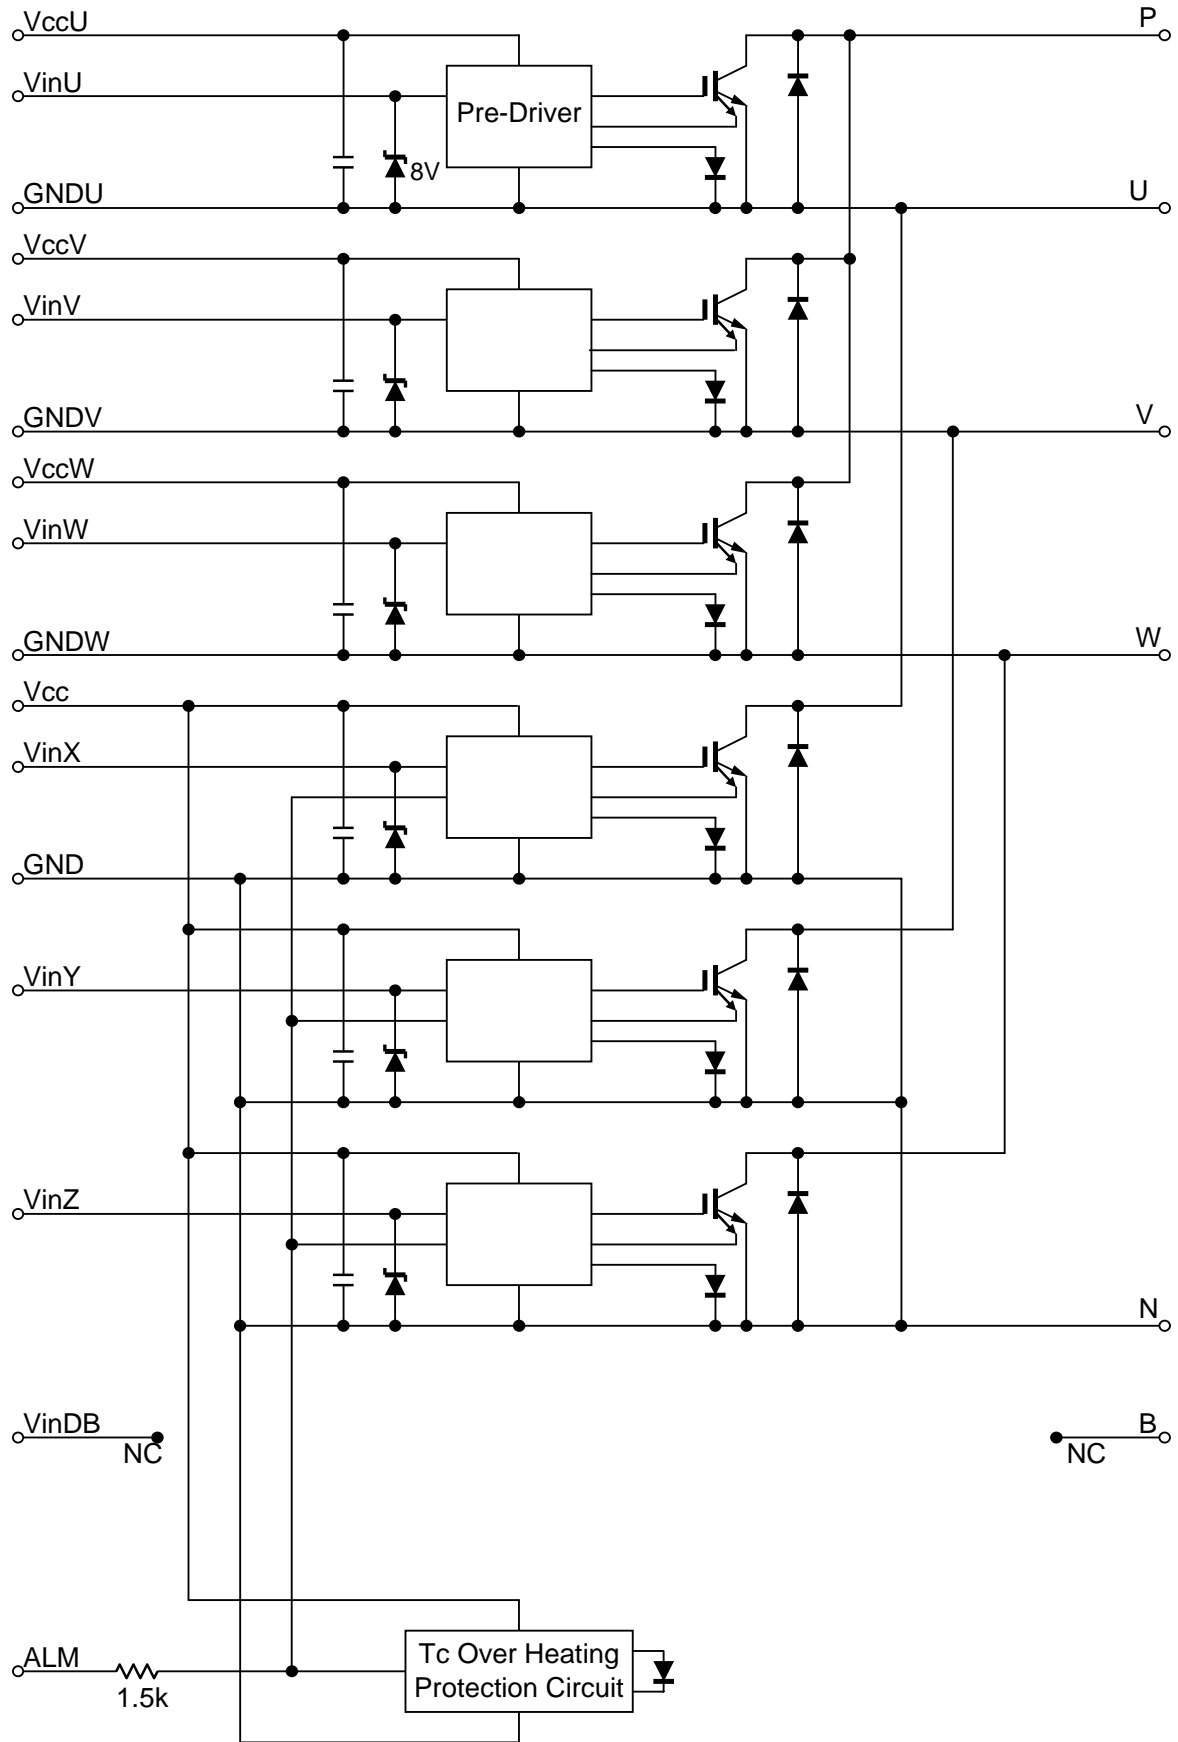 VccU
P
VinU
Pre-Driver
8V
GNDU
U
VccV
VinV
GNDV
V
VccW
VinW
GNDW
W
Vcc
VinX
GND
VinY
VinZ
N
VinDB
NC
B
NC
ALM
1.5k
Tc Over Heating
Protection Circuit